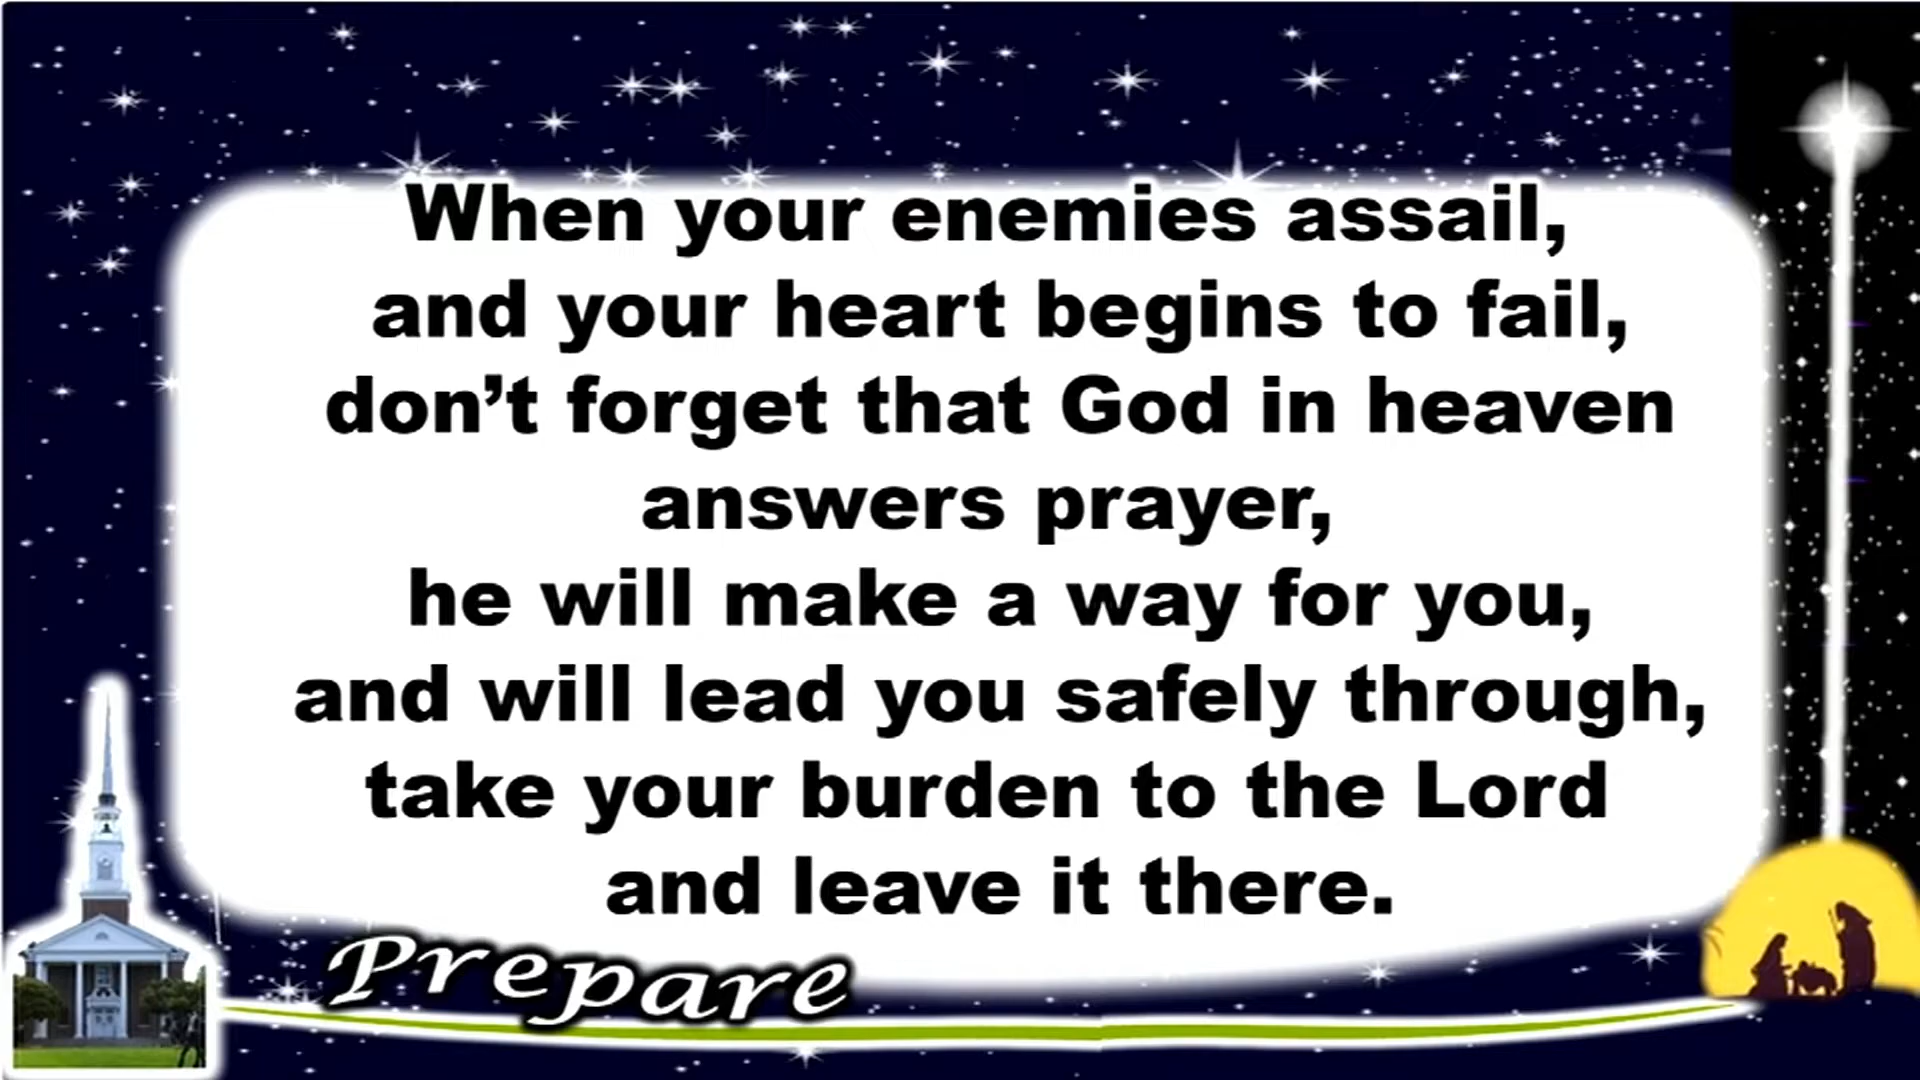 When your enemies assail,
and your heart begins to fail,
don’t forget that God in heaven
answers prayer,
he will make a way for you,
and will lead you safely through,
take your burden to the Lord
and leave it there.
Prepare